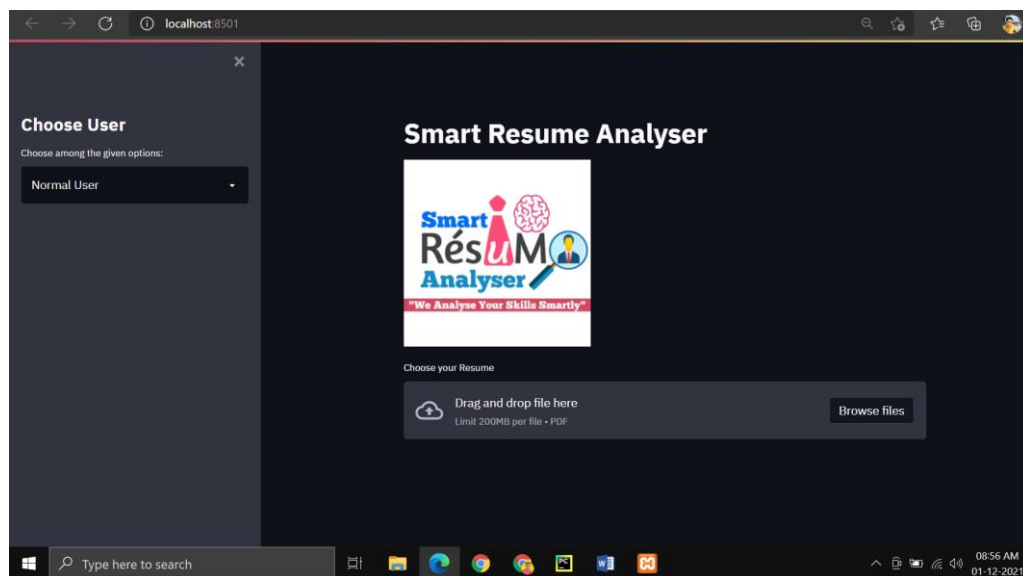 localhost:8501
Choose User
Choose among the given options:
Normal User
Smart Resume Analyser
Smart
RésuM
Analyser
"We Analyse Your Skills Smartly"
Choose your Resume
Drag and drop file here
Limit 200MB per file • PDF
Browse files
Type here to search
08:56 AM
01-12-2021